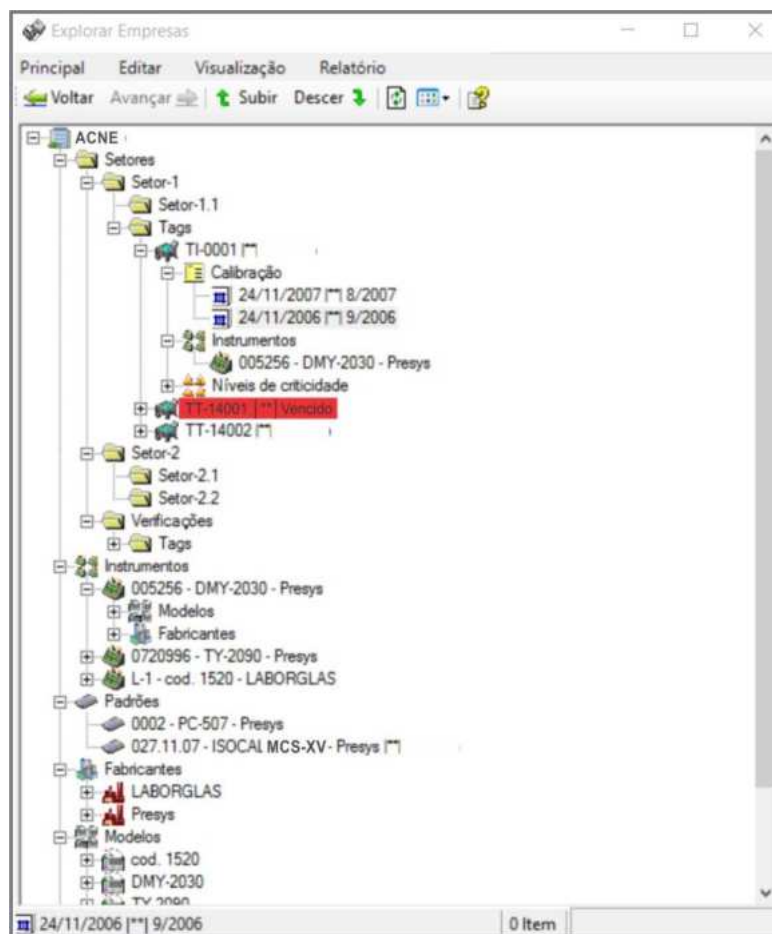 Explorar Empresas
Principal Editar Visualização Relatório
Voltar Avançar Subir Descer
ACNE
Setores
Setor-1
Setor-1.1
Tags
TI-0001 |**|
Calibração
24/11/2007 |**| 8/2007
24/11/2006 |**| 9/2006
Instrumentos
005256 - DMY-2030 - Presys
Níveis de criticidade
TT-14001 |**| Vencido
TT-14002 |**|
Setor-2
Setor-2.1
Setor-2.2
Verificações
Tags
Instrumentos
005256 - DMY-2030 - Presys
Modelos
Fabricantes
0720996 - TY-2090 - Presys
L-1 - cod. 1520 - LABORGLAS
Padrões
0002 - PC-507 - Presys
027.11.07 - ISOCAL MCS-XV - Presys |**|
Fabricantes
LABORGLAS
Presys
Modelos
cod. 1520
DMY-2030
TY-2090
24/11/2006 |**| 9/2006 0 Item